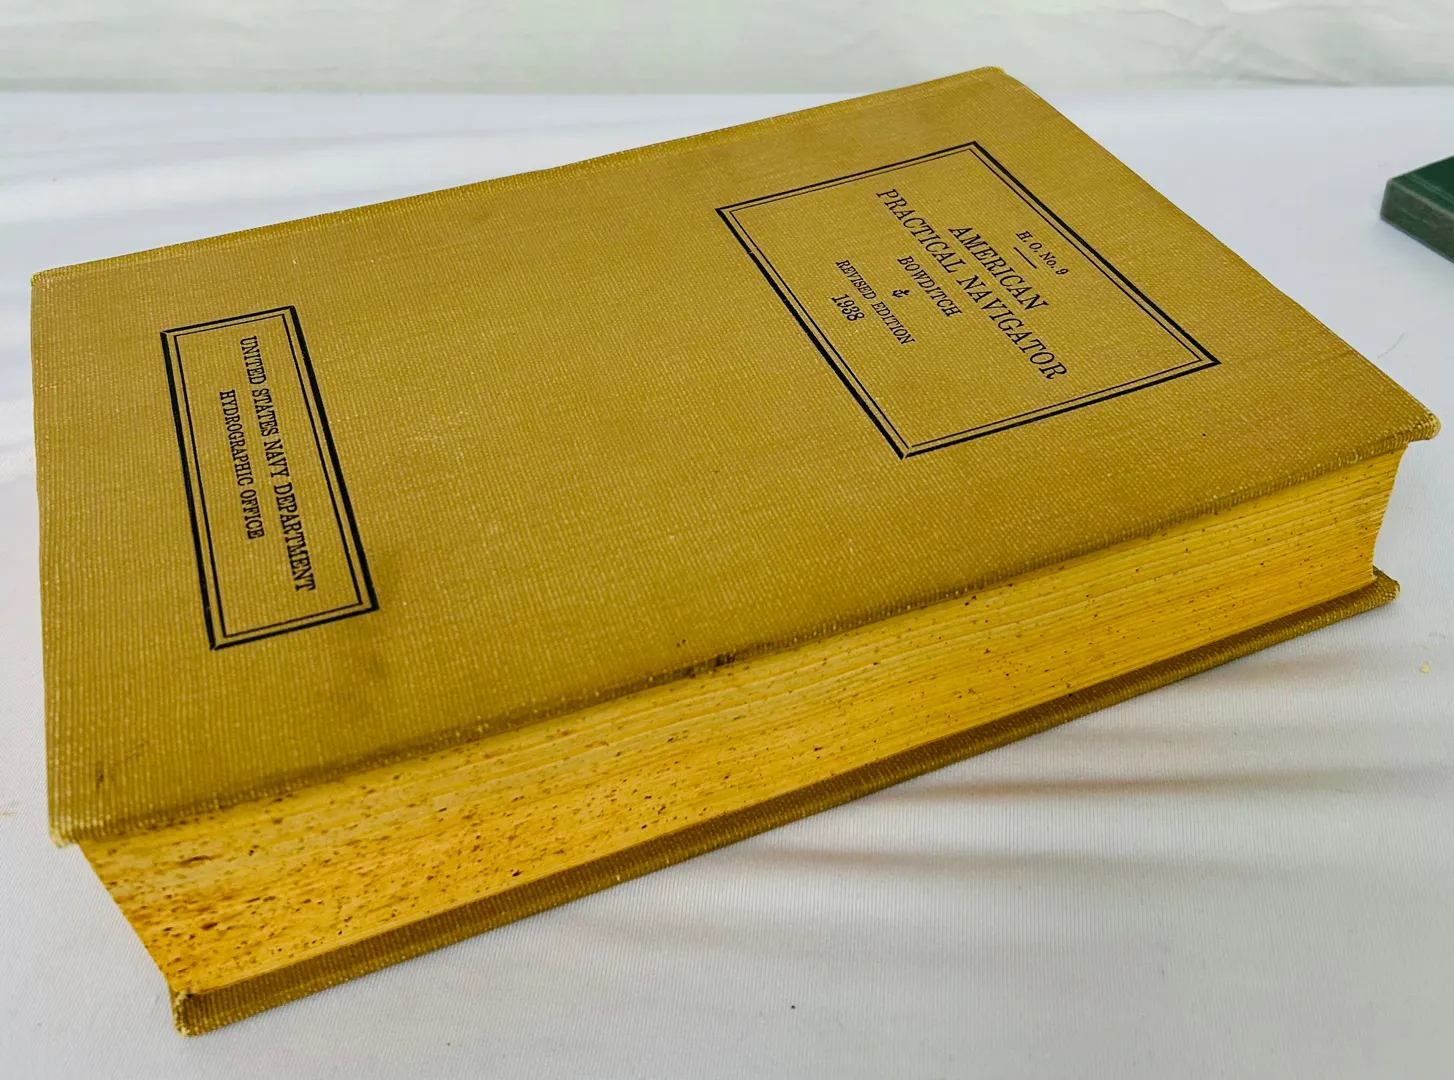 H. O. No. 9
AMERICAN
PRACTICAL NAVIGATOR
BOWDITCH
REVISED EDITION
1938
UNITED STATES NAVY DEPARTMENT
HYDROGRAPHIC OFFICE